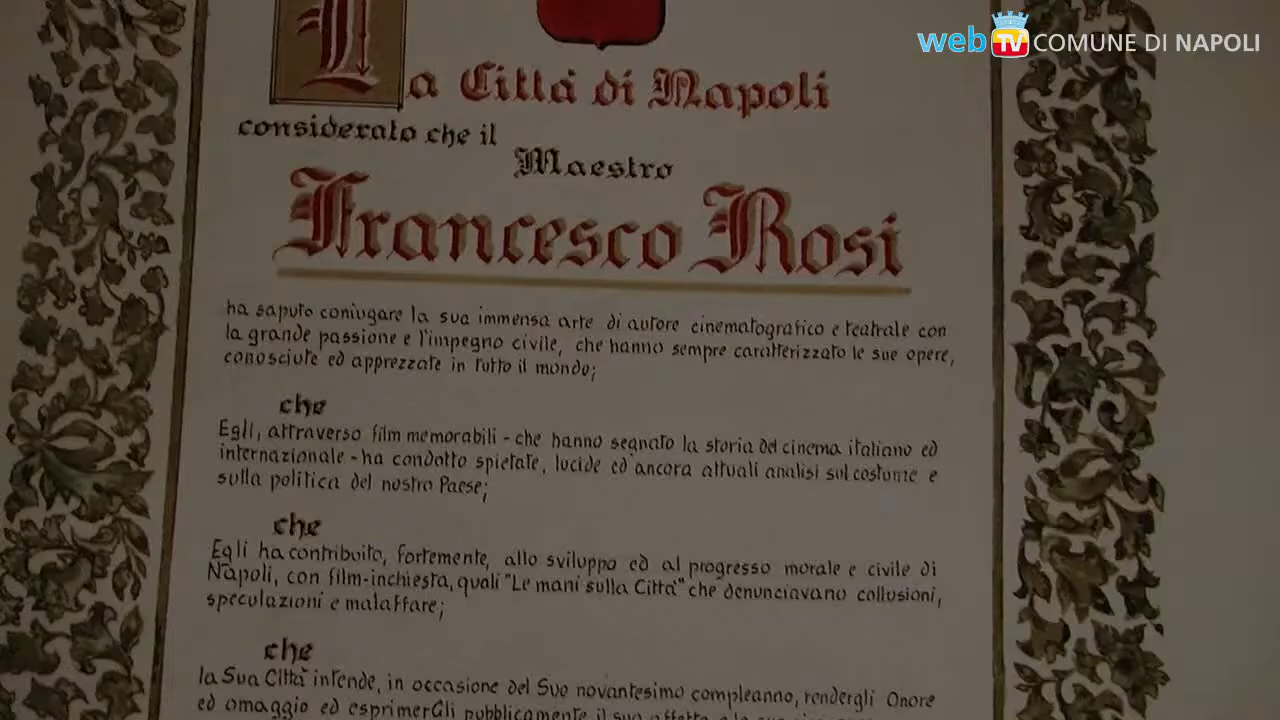 web TV COMUNE DI NAPOLI
La Città di Napoli
considerato che il
Maestro
Francesco Rosi
ha saputo coniugare la sua immensa arte di autore cinematografico e teatrale con
la grande passione e l'impegno civile, che hanno sempre caratterizzato le sue opere,
conosciute ed apprezzate in tutto il mondo;
che
Egli, attraverso film memorabili - che hanno segnato la storia del cinema italiano ed
internazionale - ha condotto spietate, lucide ed ancora attuali analisi sul costume e
sulla politica del nostro Paese;
che
Egli ha contribuito, fortemente, allo sviluppo ed al progresso morale e civile di
Napoli, con film-inchiesta, quali "Le mani sulla Città" che denunciavano collusioni,
speculazioni e malaffare;
che
la Sua Città intende, in occasione del Suo novantesimo compleanno, rendergli Onore
ed omaggio ed esprimerGli pubblicamente il suo affetto e la sua